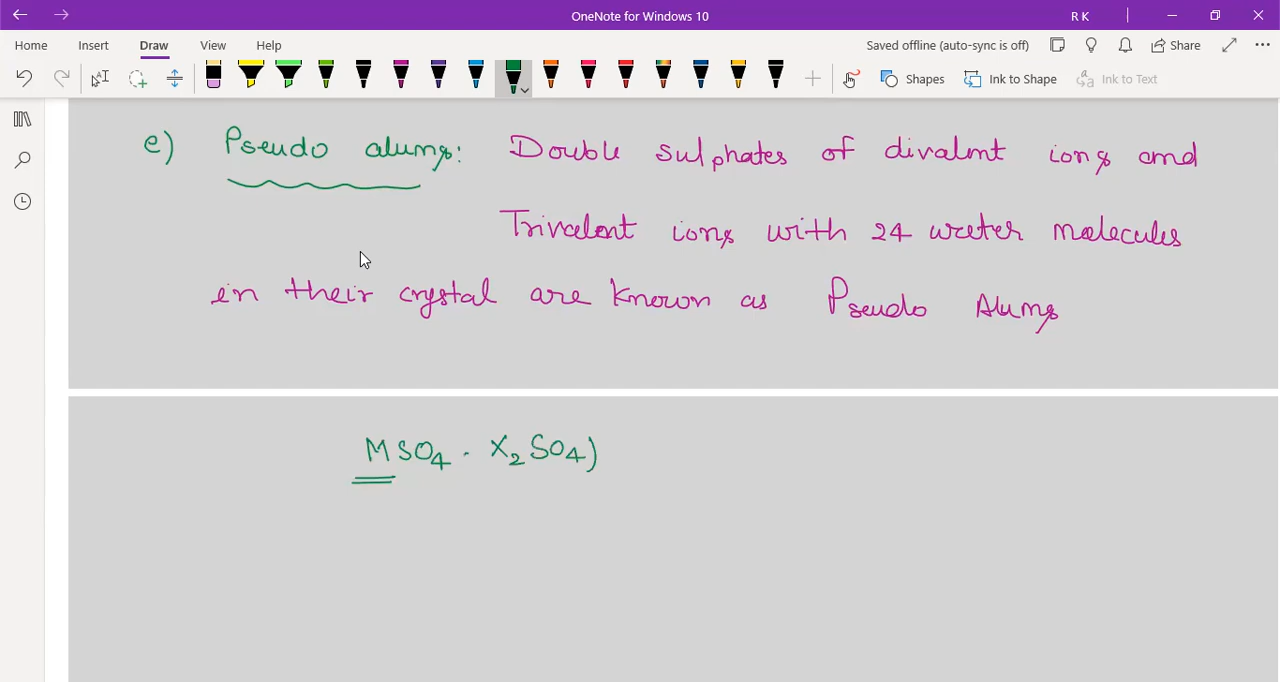 OneNote for Windows 10
R K
Home Insert Draw View Help
Saved offline (auto-sync is off) Share
Shapes Ink to Shape Ink to Text
e) Pseudo alums: Double sulphates of divalent ions and
Trivalent ions with 24 water molecules
in their crystal are known as Pseudo Alums
MSO4 . X2SO4)